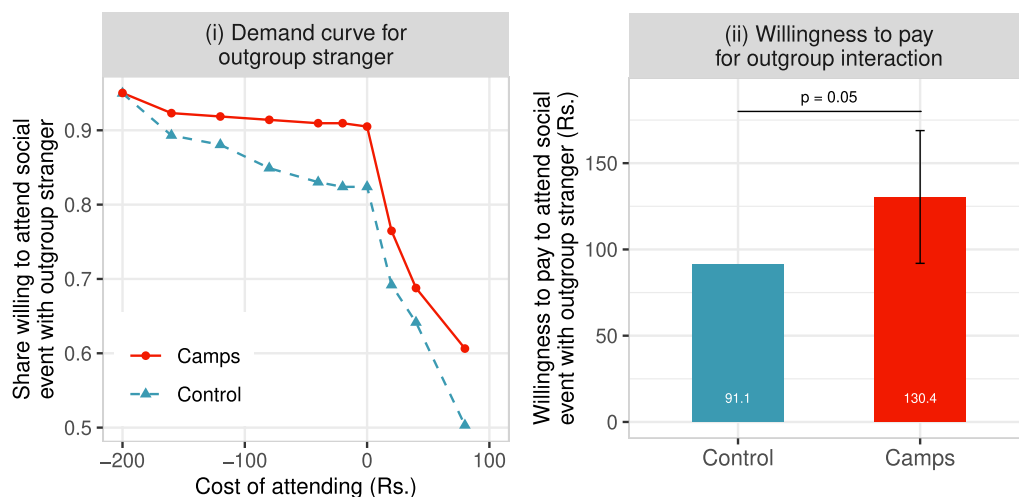 (i) Demand curve for
outgroup stranger
Share willing to attend social
event with outgroup stranger
0.9
0.8
0.7
0.6
0.5
Camps
Control
−200
−100
0
100
Cost of attending (Rs.)
(ii) Willingness to pay
for outgroup interaction
Willingness to pay to attend social
event with outgroup stranger (Rs.)
150
100
50
0
p = 0.05
91.1
130.4
Control
Camps